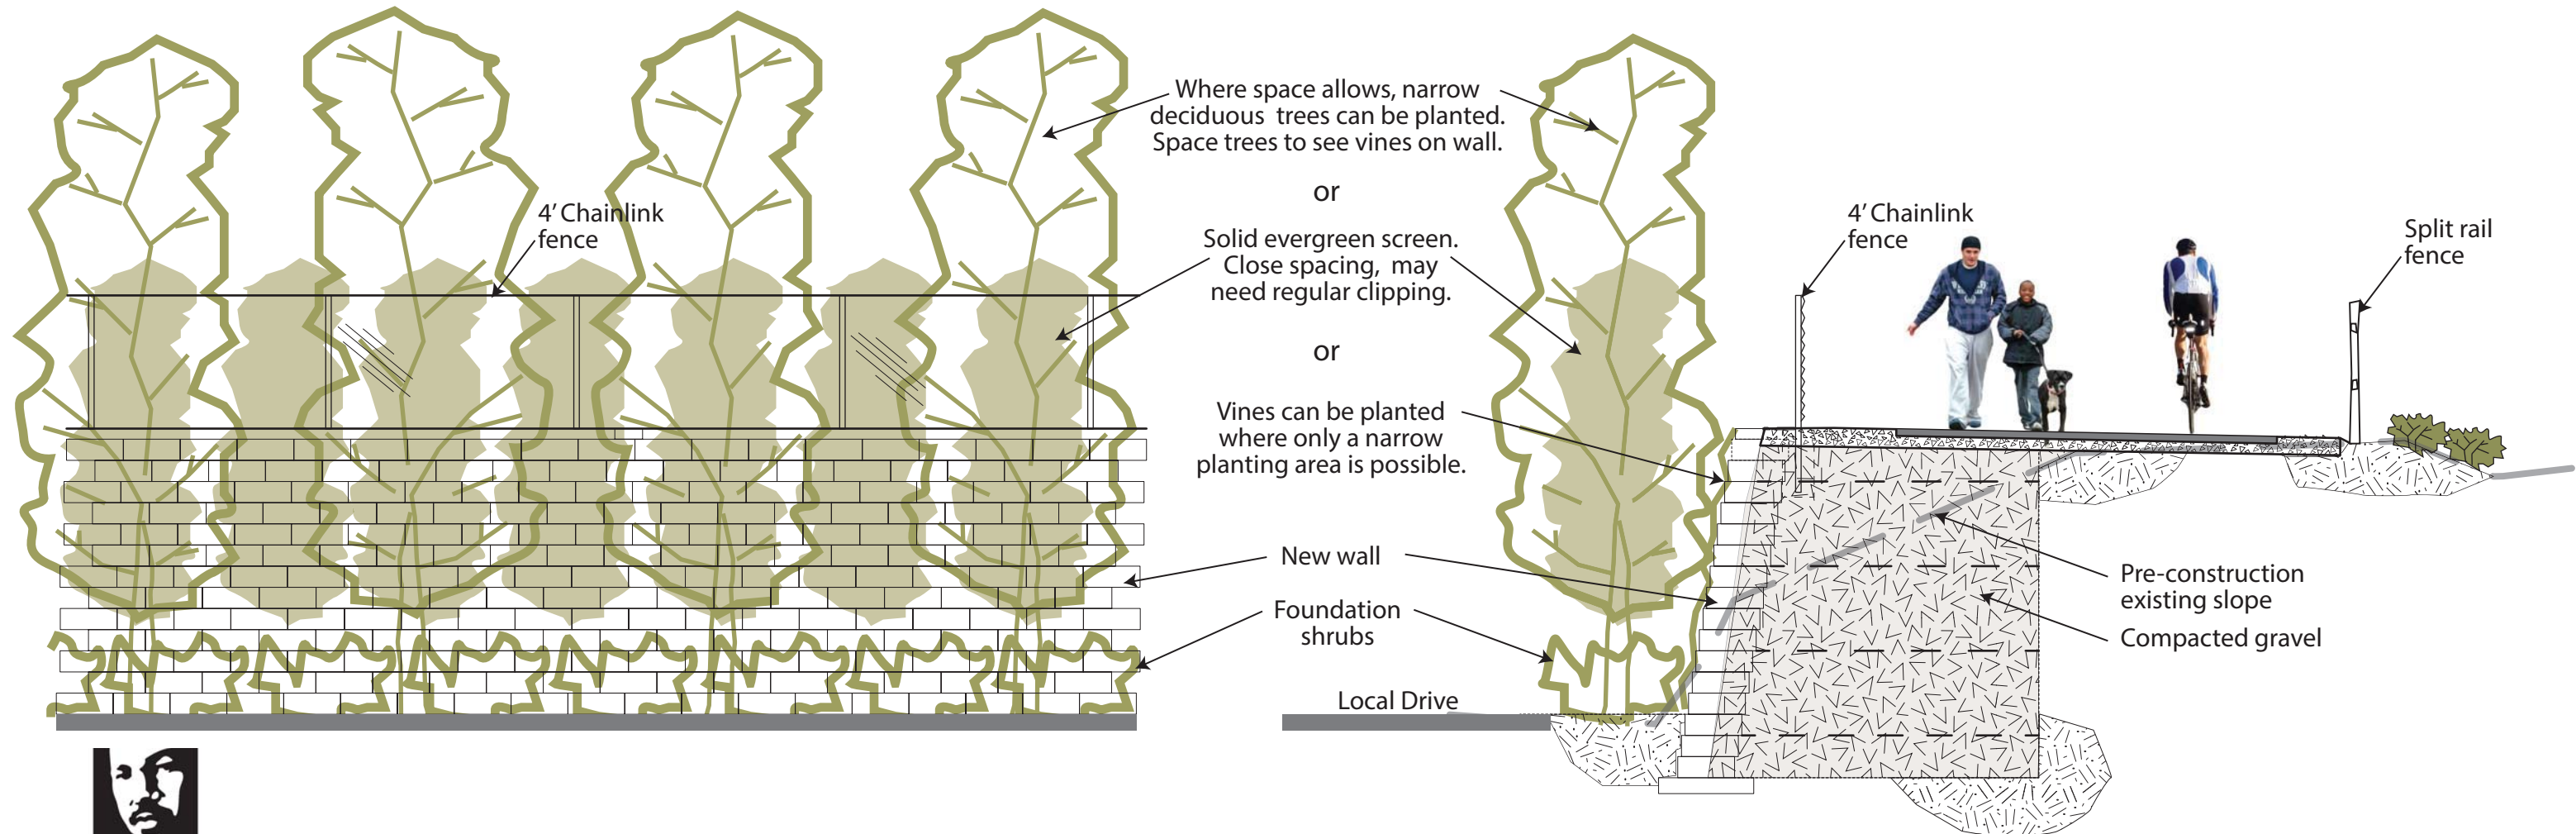 Where space allows, narrow
deciduous trees can be planted.
Space trees to see vines on wall.
or
4' Chainlink
fence
Solid evergreen screen.
Close spacing, may
need regular clipping.
or
Vines can be planted
where only a narrow
planting area is possible.
New wall
Foundation
shrubs
Local Drive
4' Chainlink
fence
Split rail
fence
Pre-construction
existing slope
Compacted gravel